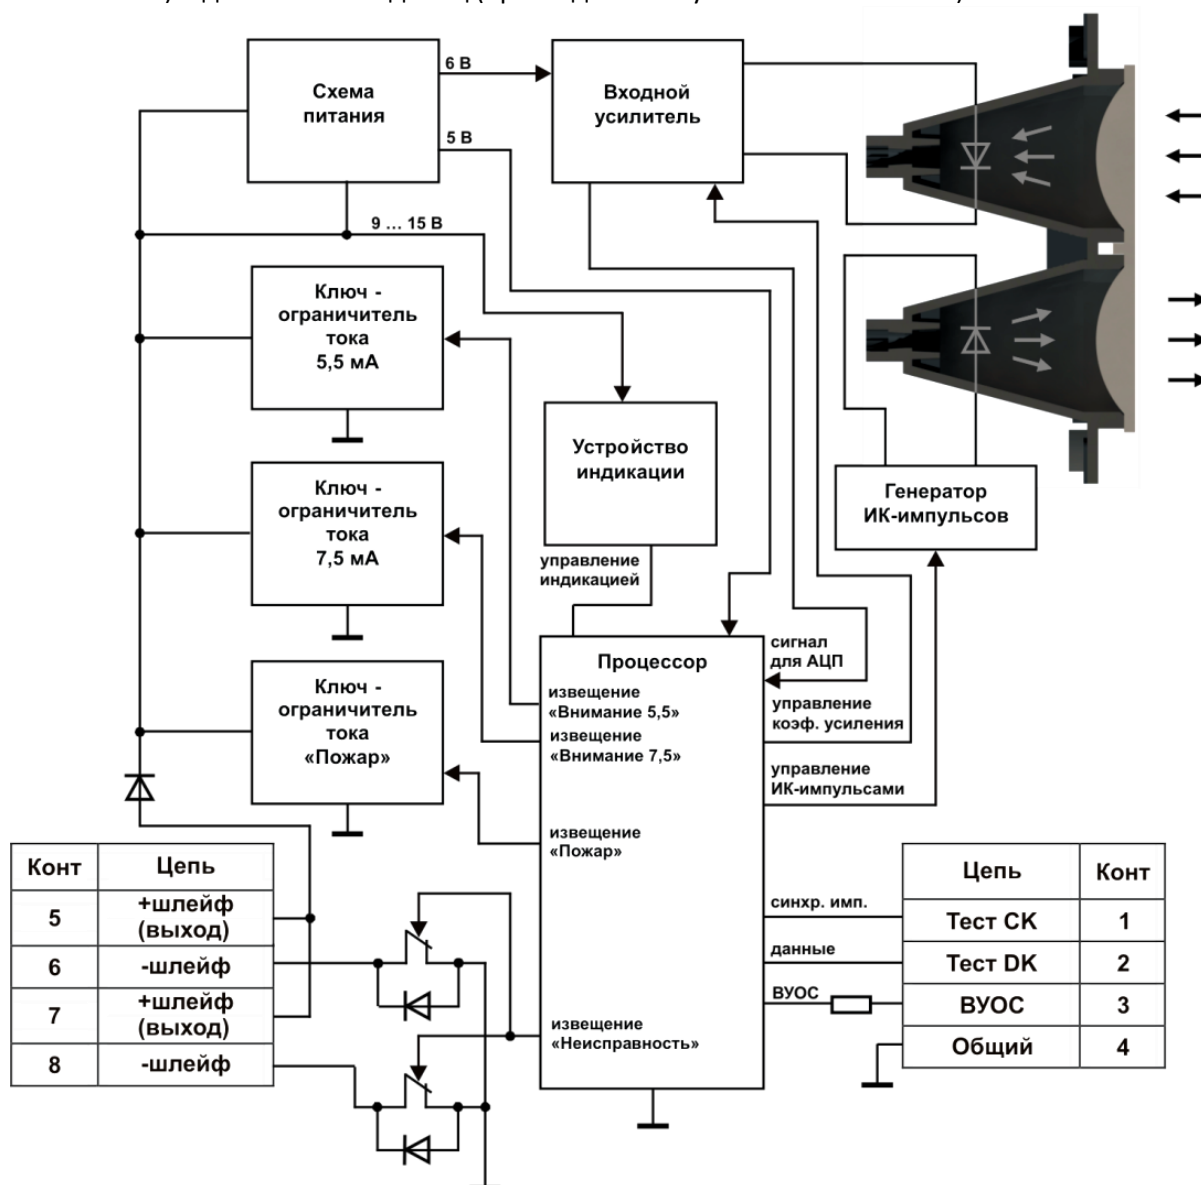 6 В
Схема
питания
Входной
усилитель
5 В
9 ... 15 В
Ключ -
ограничитель
тока
5,5 мА
Устройство
индикации
Ключ -
ограничитель
тока
7,5 мА
Генератор
ИК-импульсов
управление
индикацией
Процессор
сигнал
для АЦП
извещение
«Внимание 5,5»
управление
коэф. усиления
извещение
«Внимание 7,5»
Ключ -
ограничитель
тока
«Пожар»
управление
ИК-импульсами
извещение
«Пожар»
Конт Цепь
5 +шлейф
(выход)
6 -шлейф
7 +шлейф
(выход)
8 -шлейф
извещение
«Неисправность»
синхр. имп.
данные
ВУОС
Цепь Конт
Тест СК 1
Тест DK 2
ВУОС 3
Общий 4